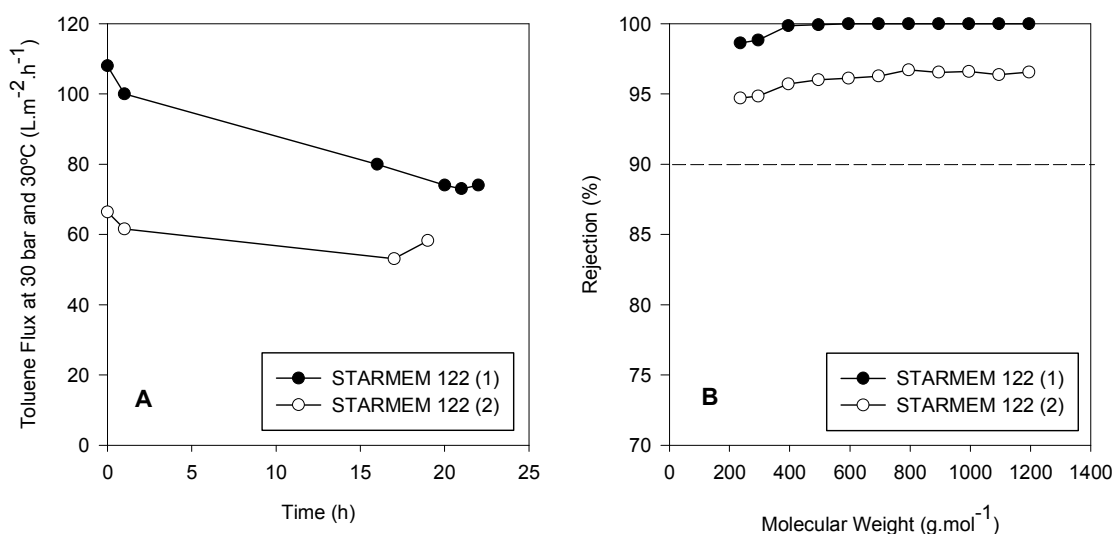 Toluene Flux at 30 bar and 30ºC (L.m⁻².h⁻¹)
120
100
80
60
40
20
0
0 5 10 15 20 25
Time (h)
A
STARMEM 122 (1)
STARMEM 122 (2)
Rejection (%)
100
95
90
85
80
75
70
0 200 400 600 800 1000 1200 1400
Molecular Weight (g.mol⁻¹)
B
STARMEM 122 (1)
STARMEM 122 (2)